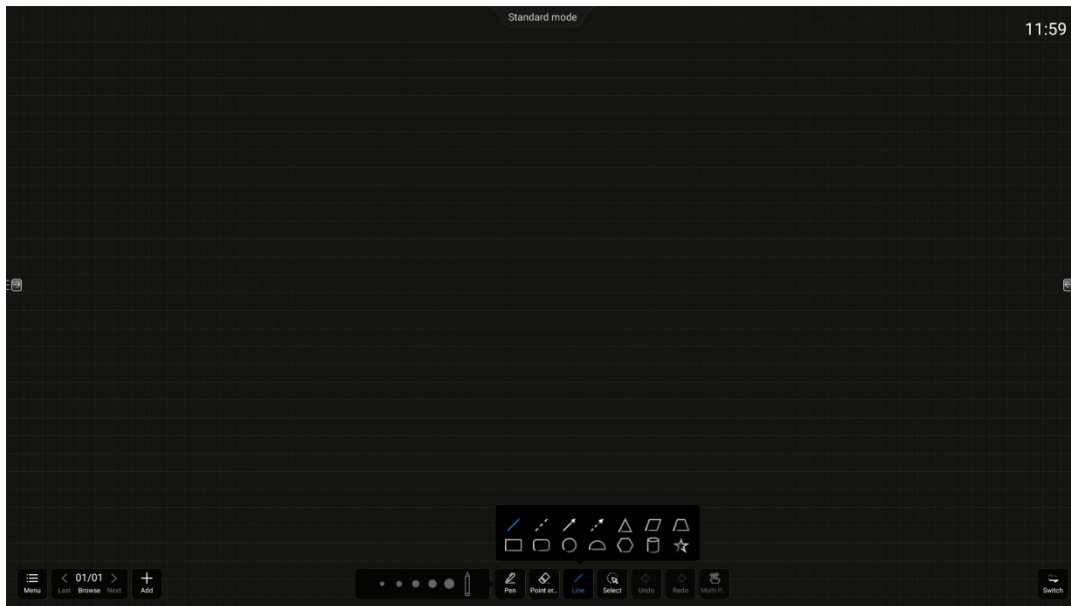 Standard mode
11:59
01/01
Menu
Last
Browse
Next
Add
Pen
Point er...
Line
Select
Undo
Redo
Multi-P...
Switch